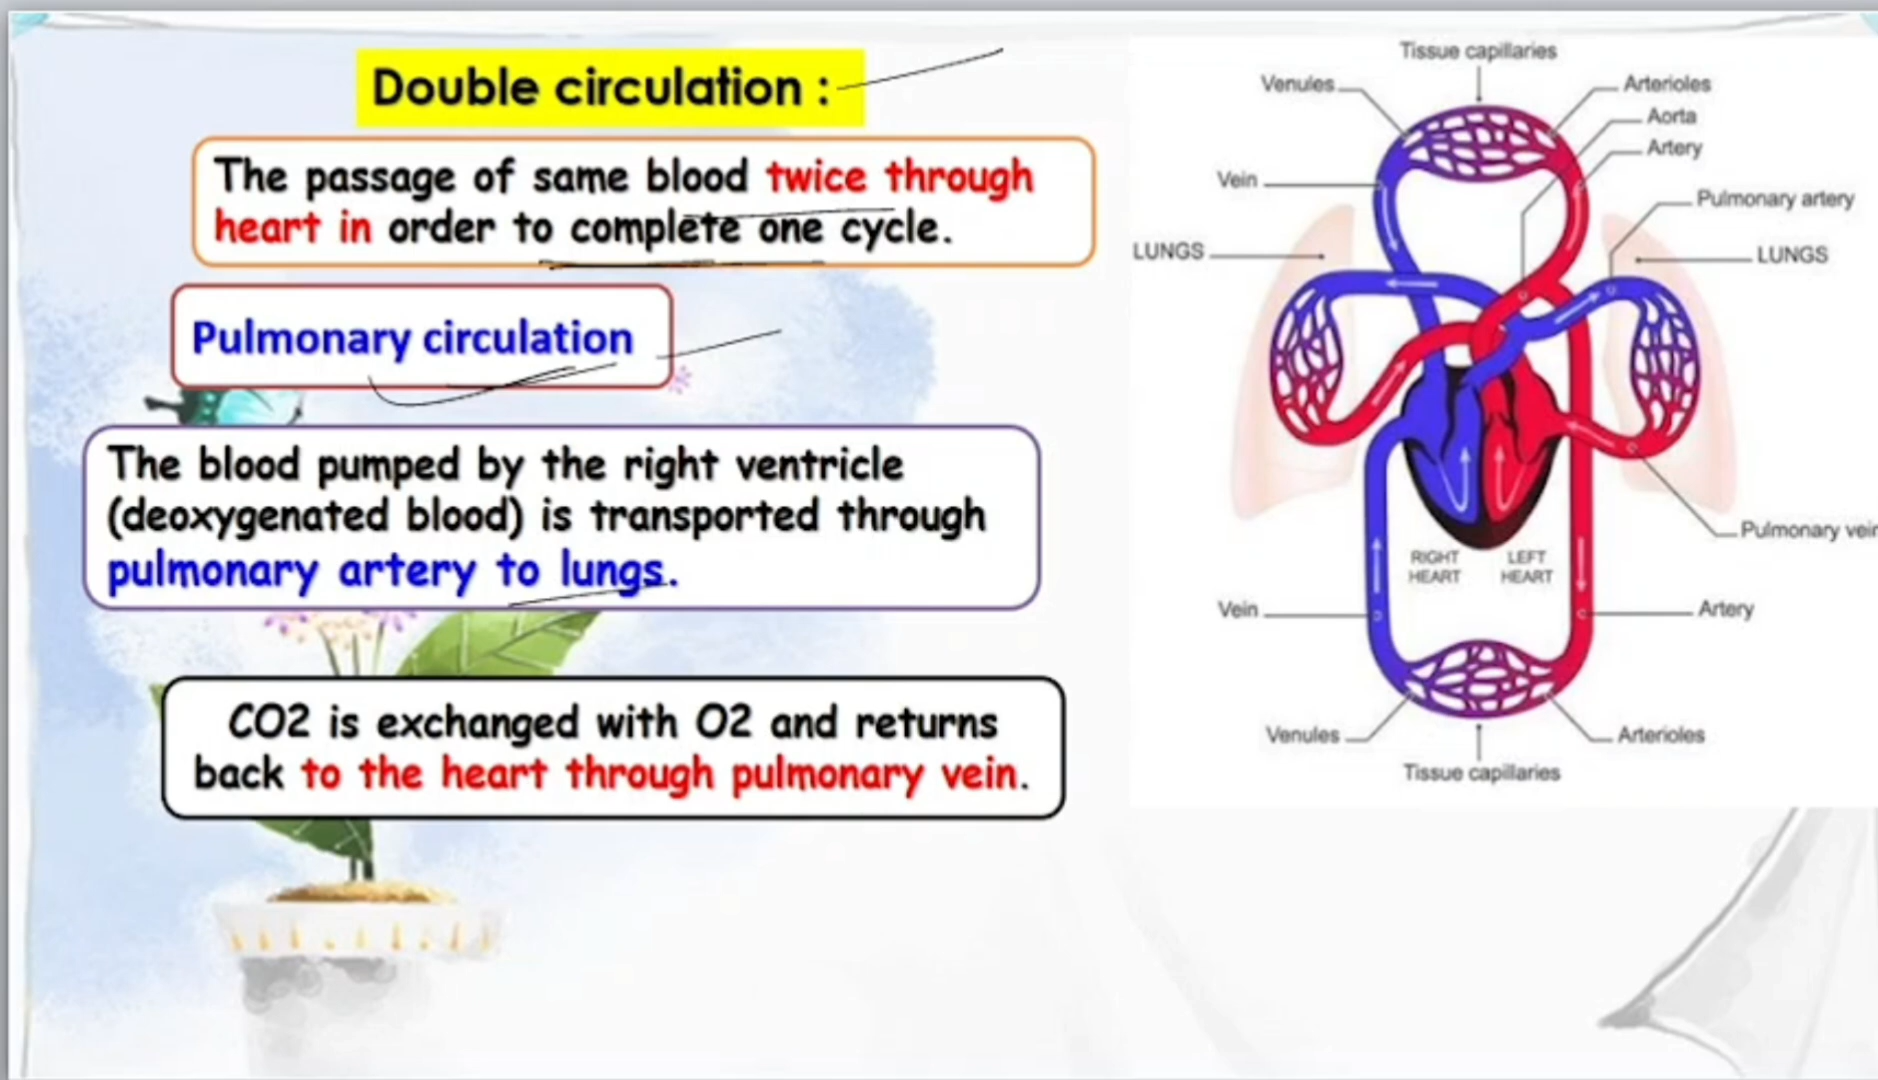 Double circulation :
The passage of same blood twice through
heart in order to complete one cycle.
Pulmonary circulation
The blood pumped by the right ventricle
(deoxygenated blood) is transported through
pulmonary artery to lungs.
CO2 is exchanged with O2 and returns
back to the heart through pulmonary vein.
Tissue capillaries
Venules
Arterioles
Aorta
Artery
Vein
Pulmonary artery
LUNGS
LUNGS
Pulmonary vein
RIGHT
HEART
LEFT
HEART
Vein
Artery
Venules
Arterioles
Tissue capillaries